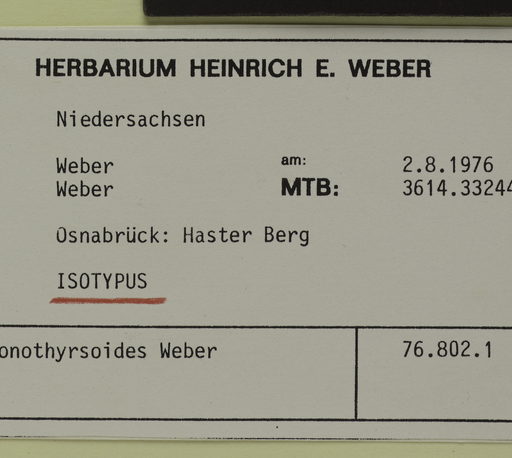 HERBARIUM HEINRICH E. WEBER
Niedersachsen
Weber am: 2.8.1976
Weber MTB: 3614.33244
Osnabrück: Haster Berg
ISOTYPUS
onothyrsoides Weber 76.802.1